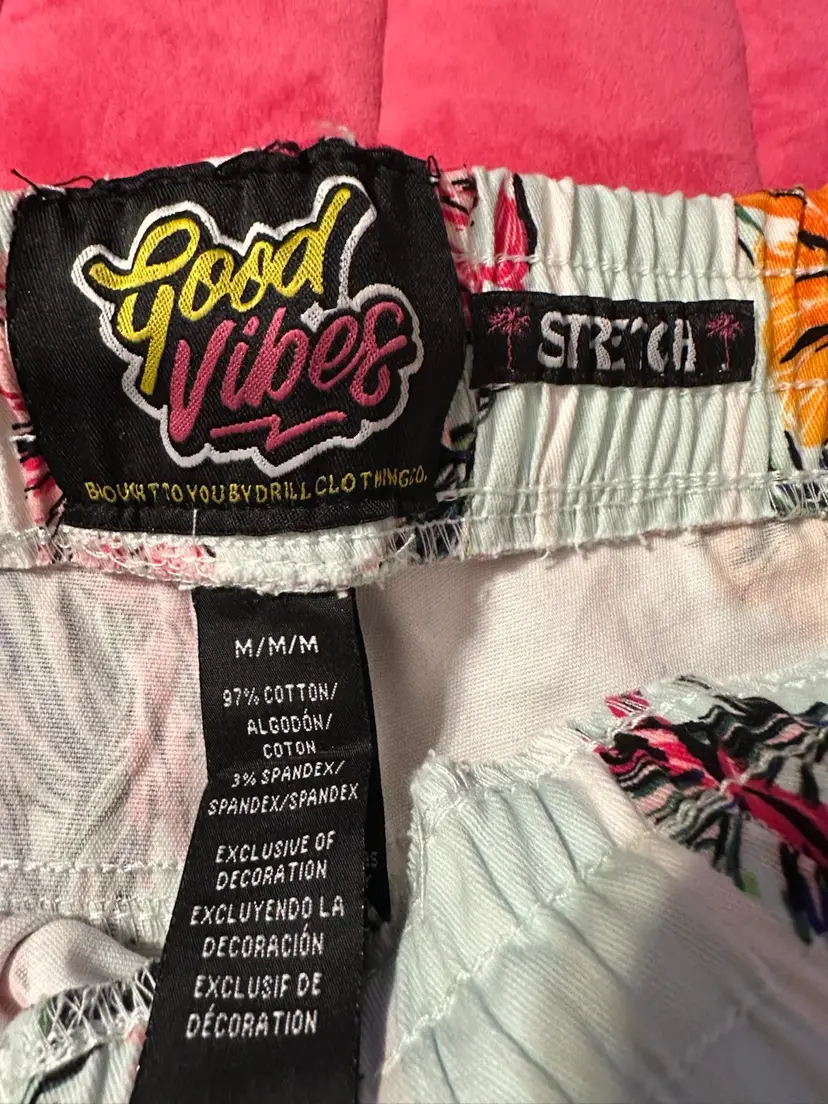 Good
Vibes
BROUGHT TO YOU BY DRILL CLOTHING CO.
STRETCH
M/M/M
97% COTTON/
ALGODÓN/
COTON
3% SPANDEX/
SPANDEX/SPANDEX
EXCLUSIVE OF
DECORATION
EXCLUYENDO LA
DECORACIÓN
EXCLUSIF DE
DÉCORATION